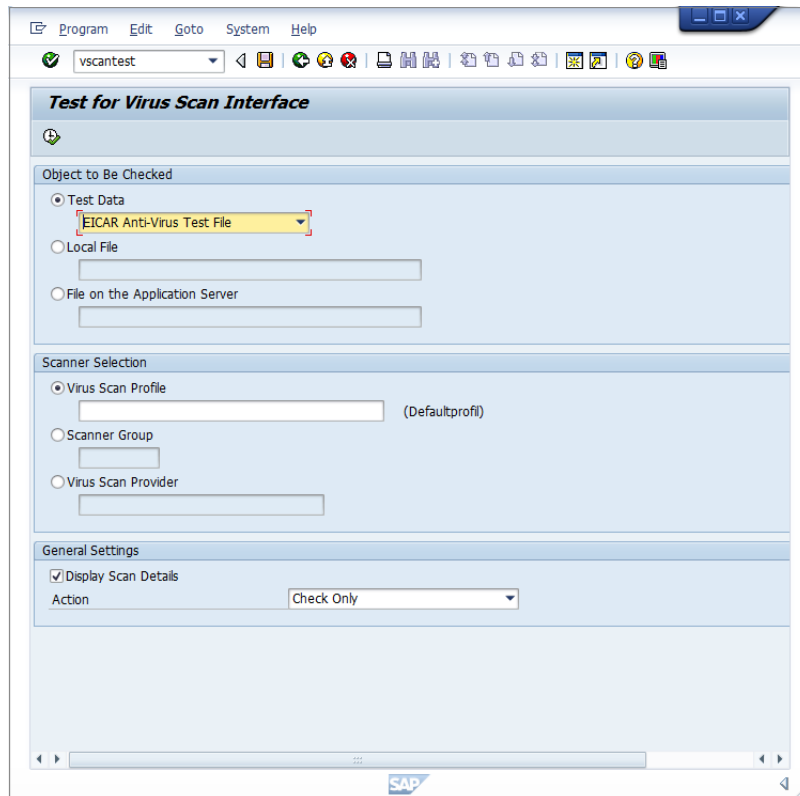 Program Edit Goto System Help
vscantest
Test for Virus Scan Interface
Object to Be Checked
Test Data
EICAR Anti-Virus Test File
Local File
File on the Application Server
Scanner Selection
Virus Scan Profile
(Defaultprofil)
Scanner Group
Virus Scan Provider
General Settings
Display Scan Details
Action Check Only
SAP